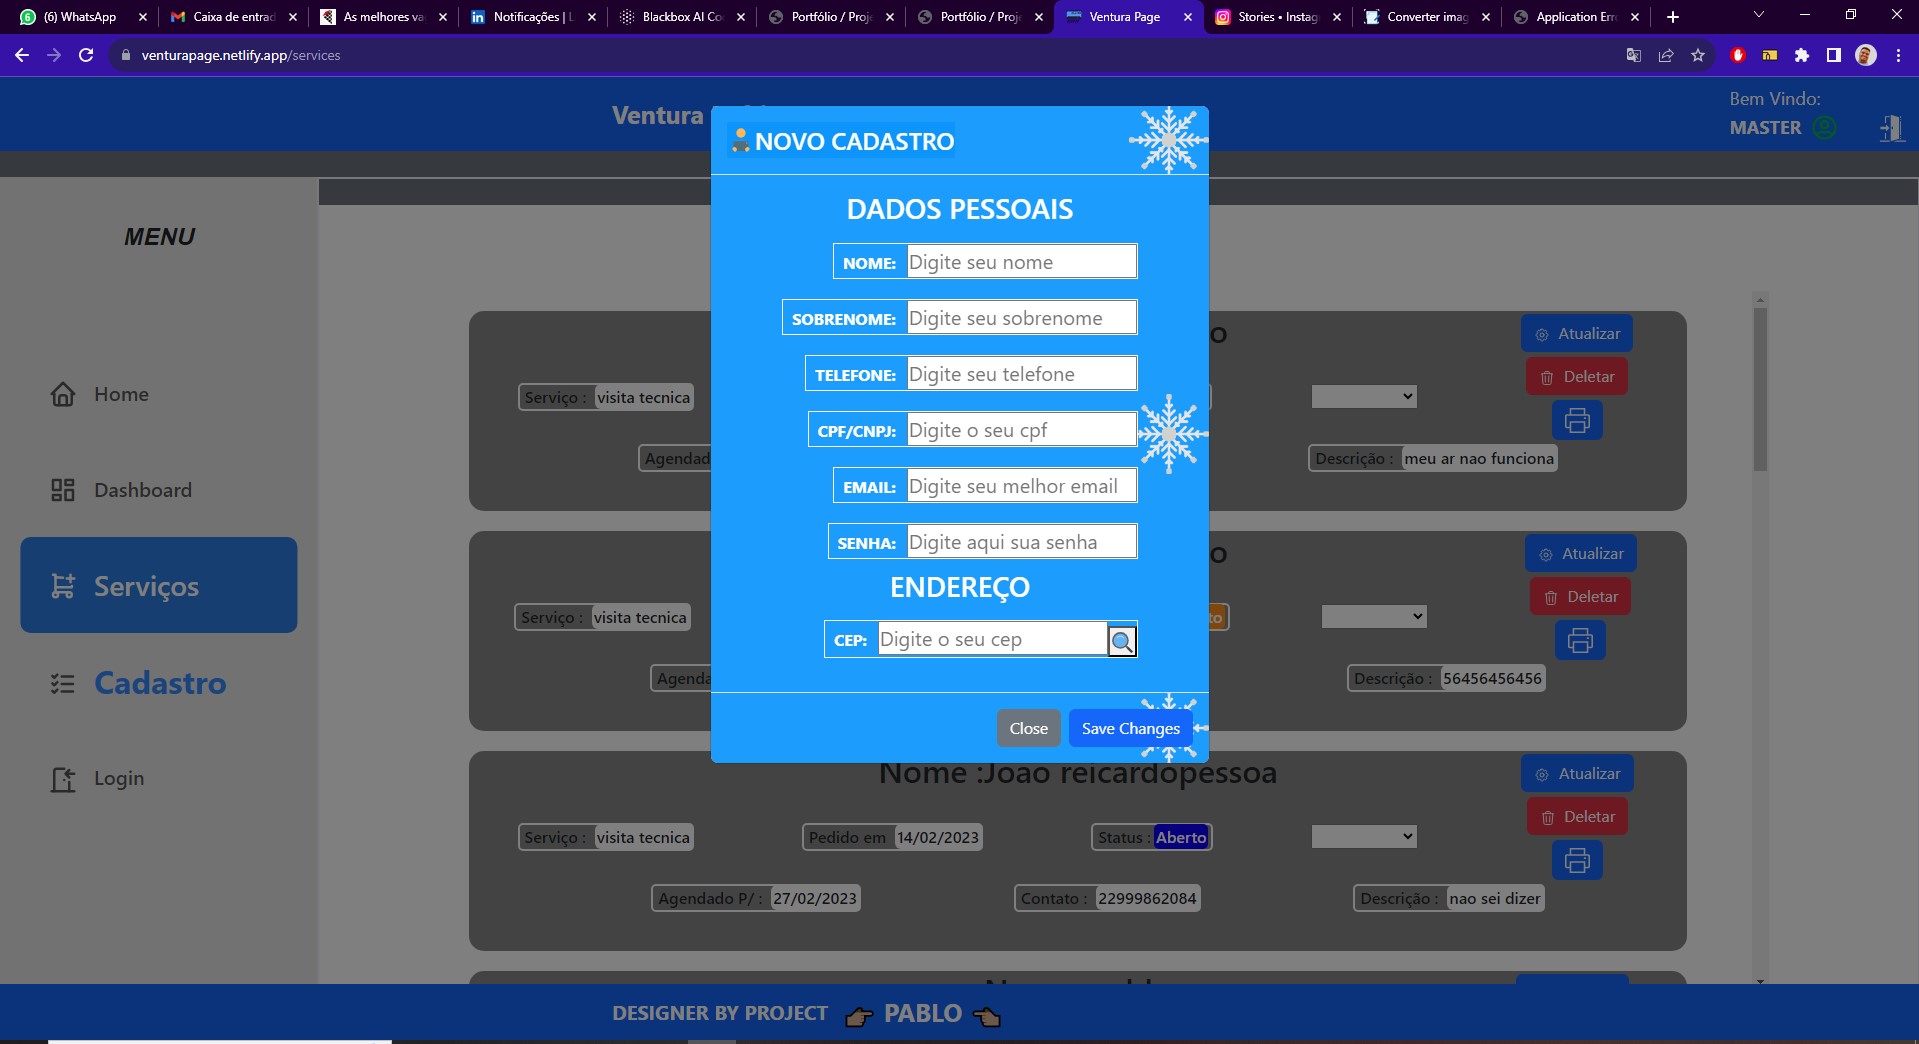 (6) WhatsApp
Caixa de entrad
As melhores va
Notificações | L
Blackbox AI Co
Portfólio / Proje
Portfólio / Proje
Ventura Page
Stories • Instag
Converter imag
Application Erro
venturapage.netlify.app/services
Ventura
Bem Vindo:
MASTER
MENU
Home
Dashboard
Serviços
Cadastro
Login
NOVO CADASTRO
DADOS PESSOAIS
NOME: Digite seu nome
SOBRENOME: Digite seu sobrenome
TELEFONE: Digite seu telefone
CPF/CNPJ: Digite o seu cpf
EMAIL: Digite seu melhor email
SENHA: Digite aqui sua senha
ENDEREÇO
CEP: Digite o seu cep
Close Save Changes
o
Atualizar
Deletar
Serviço : visita tecnica
Agendad
Descrição : meu ar nao funciona
o
Atualizar
Deletar
Serviço : visita tecnica
to
Agenda
Descrição : 56456456456
Nome :Joao reicardopessoa
Atualizar
Deletar
Serviço : visita tecnica
Pedido em 14/02/2023
Status : Aberto
Agendado P/ : 27/02/2023
Contato : 22999862084
Descrição : nao sei dizer
DESIGNER BY PROJECT PABLO